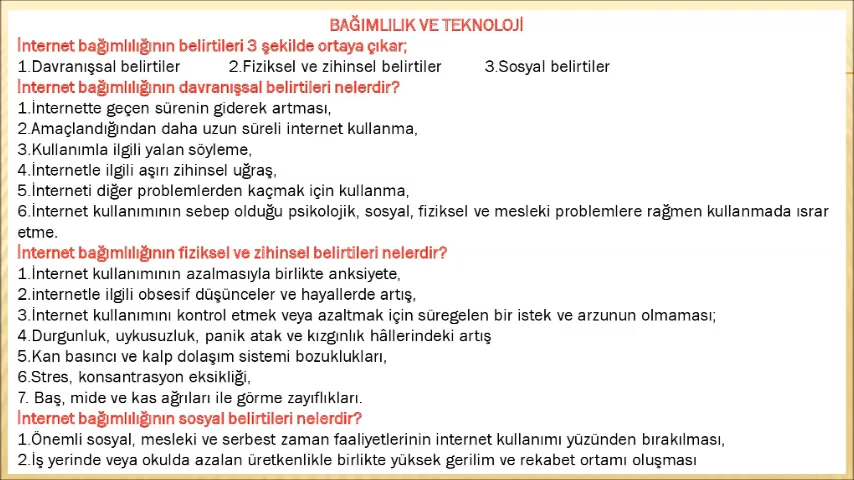 BAĞIMLILIK VE TEKNOLOJİ
İnternet bağımlılığının belirtileri 3 şekilde ortaya çıkar;
1.Davranışsal belirtiler 2.Fiziksel ve zihinsel belirtiler 3.Sosyal belirtiler
İnternet bağımlılığının davranışsal belirtileri nelerdir?
1.İnternette geçen sürenin giderek artması,
2.Amaçlandığından daha uzun süreli internet kullanma,
3.Kullanımla ilgili yalan söyleme,
4.İnternetle ilgili aşırı zihinsel uğraş,
5.İnterneti diğer problemlerden kaçmak için kullanma,
6.İnternet kullanımının sebep olduğu psikolojik, sosyal, fiziksel ve mesleki problemlere rağmen kullanmada ısrar
etme.
İnternet bağımlılığının fiziksel ve zihinsel belirtileri nelerdir?
1.İnternet kullanımının azalmasıyla birlikte anksiyete,
2.internetle ilgili obsesif düşünceler ve hayallerde artış,
3.İnternet kullanımını kontrol etmek veya azaltmak için süregelen bir istek ve arzunun olmaması;
4.Durgunluk, uykusuzluk, panik atak ve kızgınlık hâllerindeki artış
5.Kan basıncı ve kalp dolaşım sistemi bozuklukları,
6.Stres, konsantrasyon eksikliği,
7. Baş, mide ve kas ağrıları ile görme zayıflıkları.
İnternet bağımlılığının sosyal belirtileri nelerdir?
1.Önemli sosyal, mesleki ve serbest zaman faaliyetlerinin internet kullanımı yüzünden bırakılması,
2.İş yerinde veya okulda azalan üretkenlikle birlikte yüksek gerilim ve rekabet ortamı oluşması